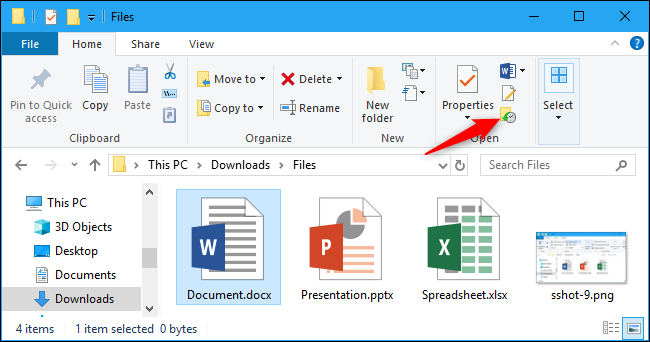 Files
File
Home
Share
View
Pin to Quick access
Copy
Paste
Clipboard
Move to
Copy to
Delete
Rename
Organize
New folder
New
Properties
Open
Select
This PC
Downloads
Files
Search Files
This PC
3D Objects
Desktop
Documents
Downloads
W
Document.docx
P
Presentation.pptx
X
Spreadsheet.xlsx
sshot-9.png
4 items
1 item selected 0 bytes